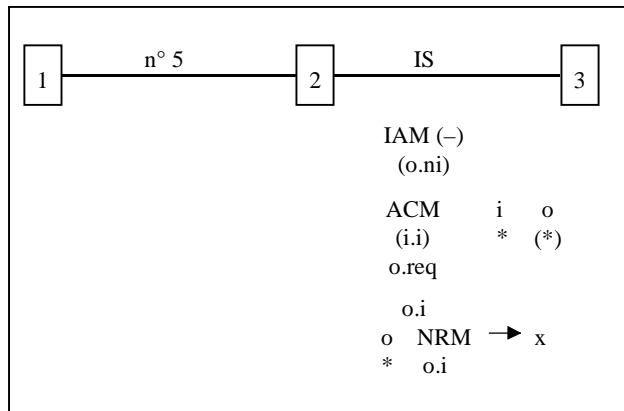 n° 5 IS
1 2 3
IAM (–)
(o.ni)
ACM i o
(i.i) * (*)
o.req
o.i
o NRM → x
* o.i